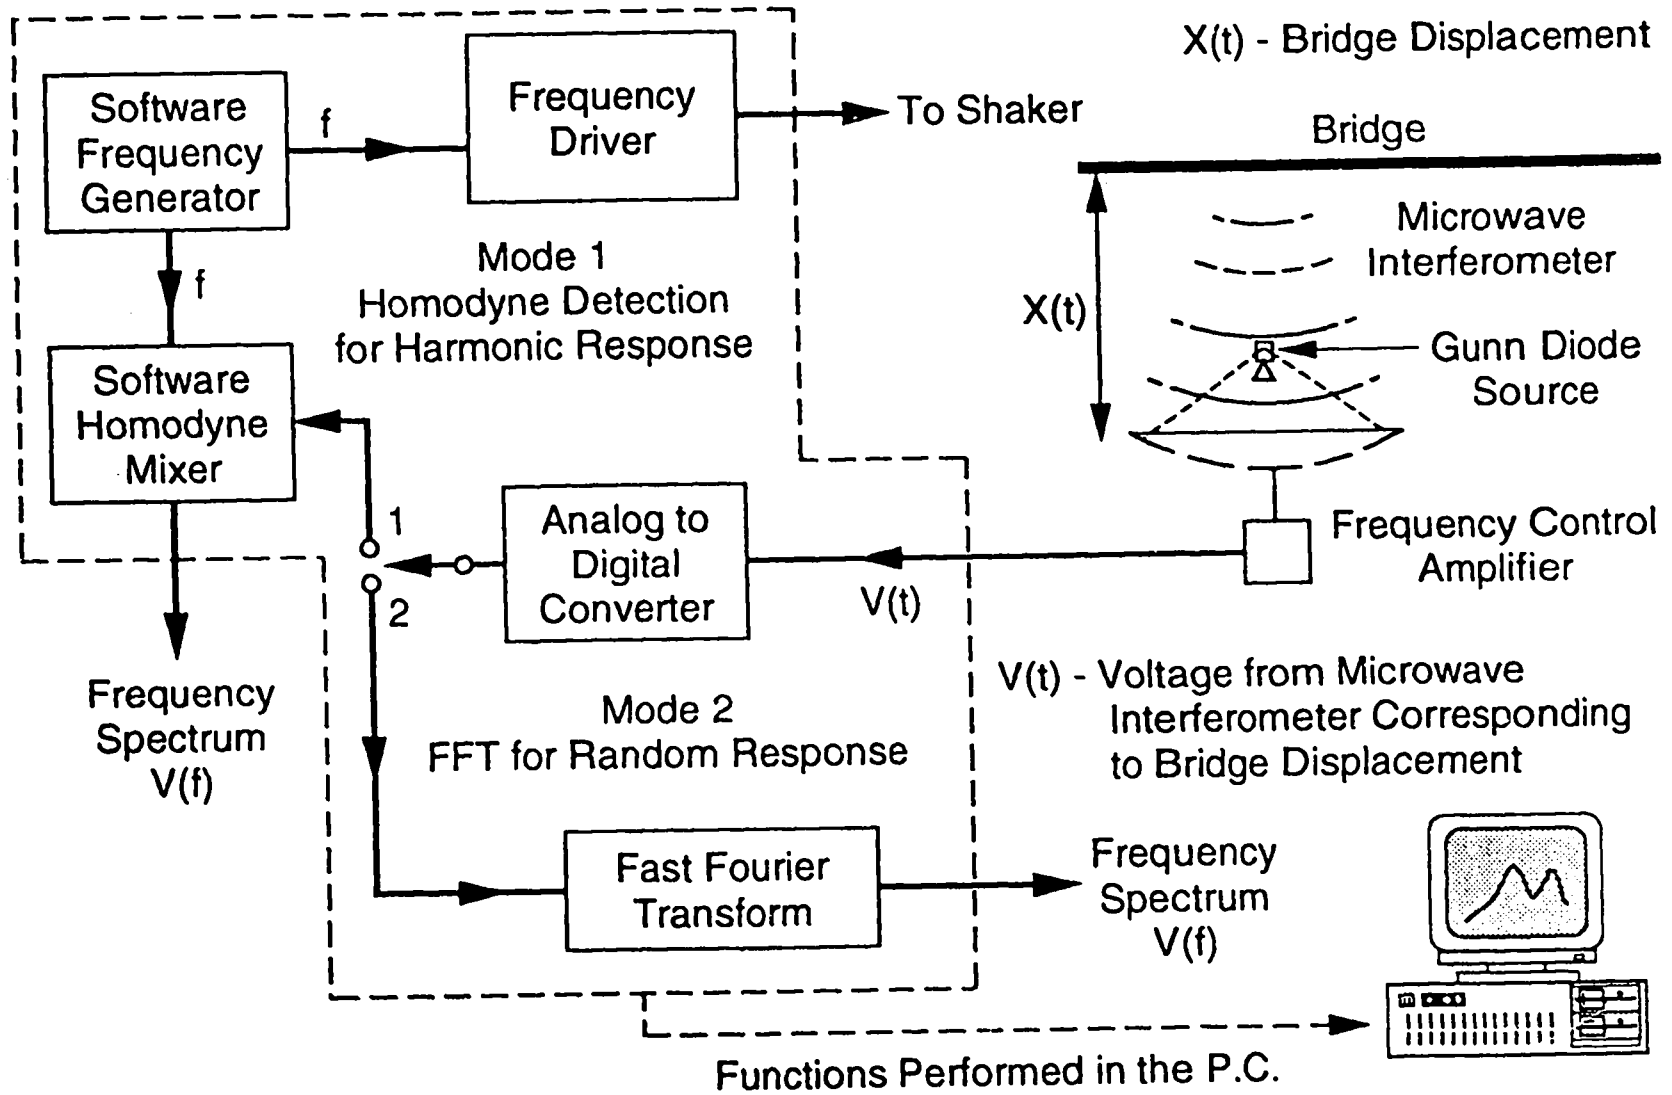 X(t) - Bridge Displacement
Software
Frequency
Generator
f
Frequency
Driver
To Shaker
Bridge
f
Mode 1
Homodyne Detection
for Harmonic Response
Microwave
Interferometer
X(t)
Gunn Diode
Source
Software
Homodyne
Mixer
1
2
Analog to
Digital
Converter
V(t)
Frequency Control
Amplifier
Frequency
Spectrum
V(f)
Mode 2
FFT for Random Response
V(t) - Voltage from Microwave
Interferometer Corresponding
to Bridge Displacement
Fast Fourier
Transform
Frequency
Spectrum
V(f)
Functions Performed in the P.C.